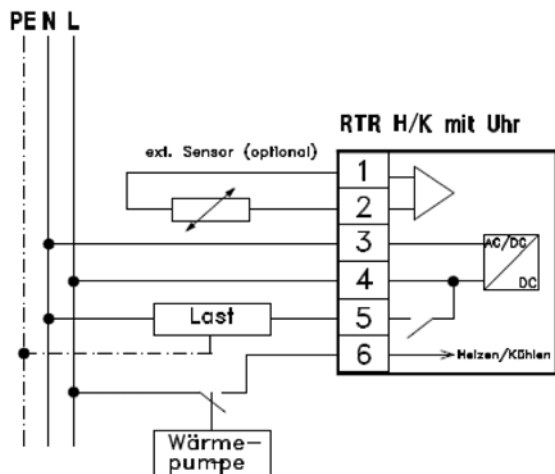 PE N L
RTR H/K mit Uhr
ext. Sensor (optional)
1
2
3
AC/DC
DC
4
Last
5
6
Heizen/Kühlen
Wärme-
pumpe